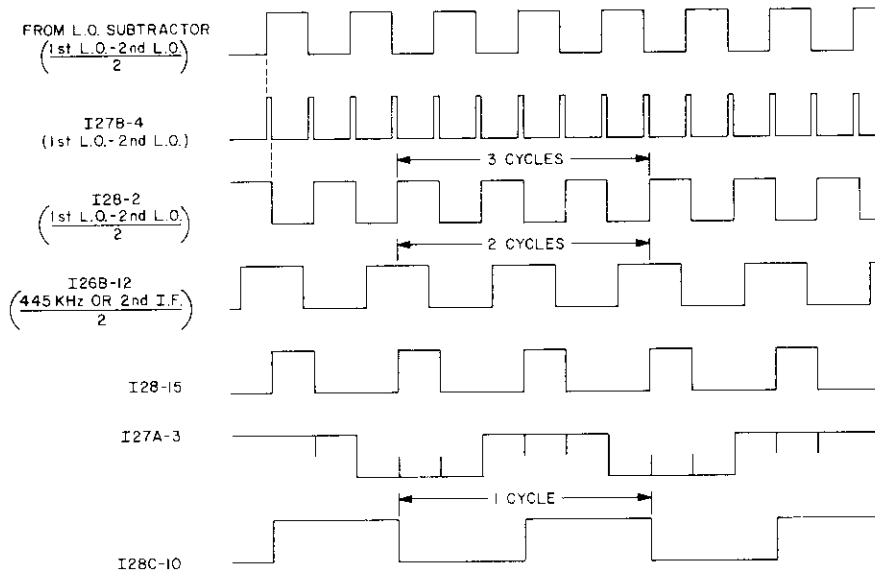 FROM L.O. SUBTRACTOR
(1st L.O.-2nd L.O.)
2
I27B-4
(1st L.O.-2nd L.O.)
3 CYCLES
I28-2
(1st L.O.-2nd L.O.)
2
2 CYCLES
I26B-12
(445 KHz OR 2nd I.F.)
2
I28-15
I27A-3
1 CYCLE
I28C-10